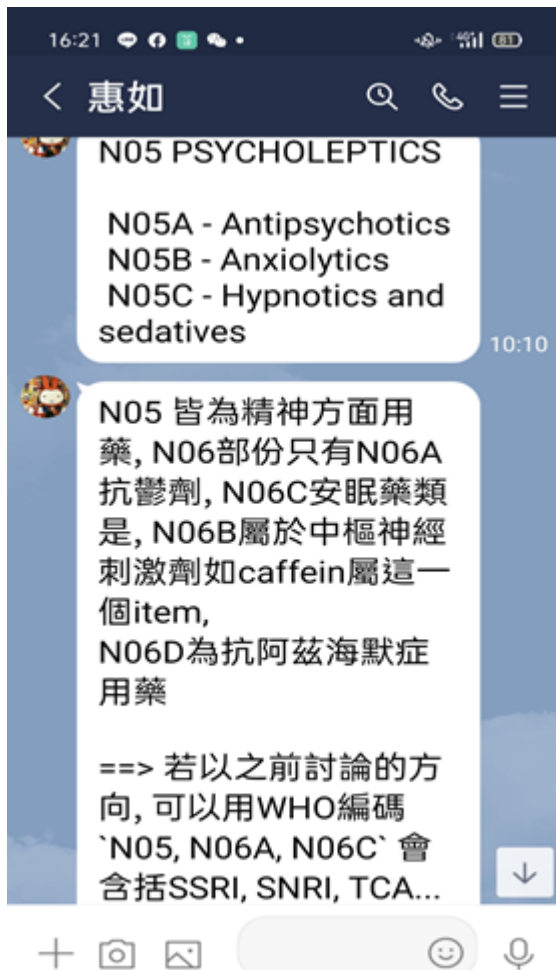 16:21
81
惠如
N05 PSYCHOLEPTICS
N05A - Antipsychotics
N05B - Anxiolytics
N05C - Hypnotics and
sedatives
10:10
N05 皆為精神方面用
藥, N06部份只有N06A
抗鬱劑, N06C安眠藥類
是, N06B屬於中樞神經
刺激劑如caffein屬這一
個item,
N06D為抗阿茲海默症
用藥
==> 若以之前討論的方
向, 可以用WHO編碼
`N05, N06A, N06C` 會
含括SSRI, SNRI, TCA...